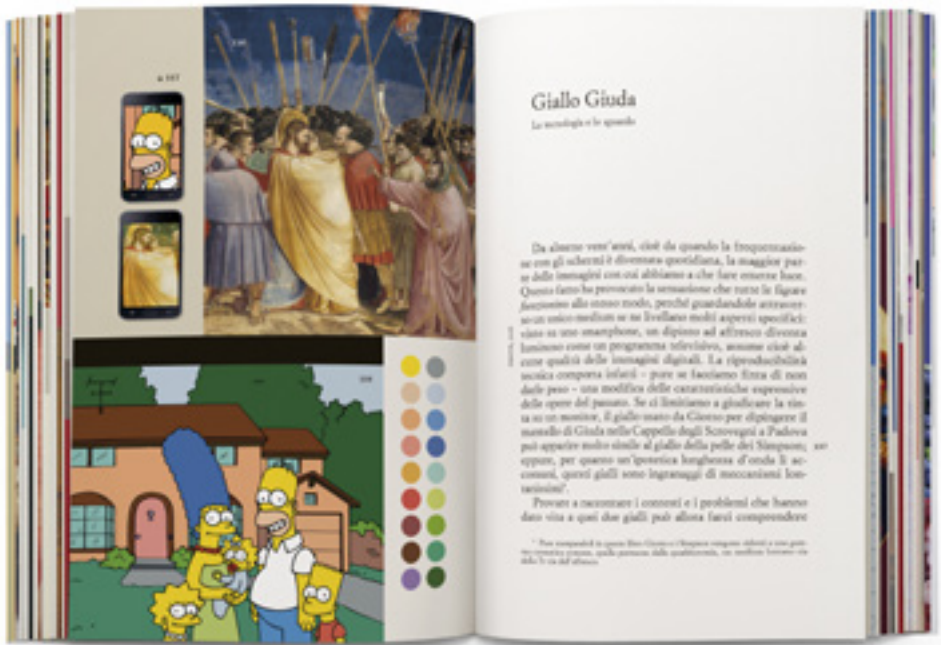 Giallo Giuda
La tecnologia e lo sguardo
Da almeno vent'anni, cioè da quando la frequentazio-
ne con gli schermi è diventata quotidiana, la maggior par-
te delle immagini con cui abbiamo a che fare emette luce.
Questo fatto ha provocato la sensazione che tutte le figure
funzionino allo stesso modo, perché guardandole attraver-
so un unico medium se ne livellano molti aspetti specifici:
visto su uno smartphone, un dipinto ad affresco diventa
luminoso come un programma televisivo, assume cioè al-
cune qualità delle immagini digitali. La riproducibilità
tecnica comporta infatti – pure se facciamo finta di non
darle peso – una modifica delle caratteristiche espressive
delle opere del passato. Se ci limitiamo a giudicare la tin-
ta su un monitor, il giallo usato da Giotto per dipingere il
mantello di Giuda nella Cappella degli Scrovegni a Padova
può apparire molto simile al giallo della pelle dei Simpson;
eppure, per quanto un'ipotetica lunghezza d'onda li ac-
comuni, questi gialli sono ingranaggi di meccanismi lon-
tanissimi¹.
Provare a raccontare i contesti e i problemi che hanno
dato vita a quei due gialli può allora farci comprendere